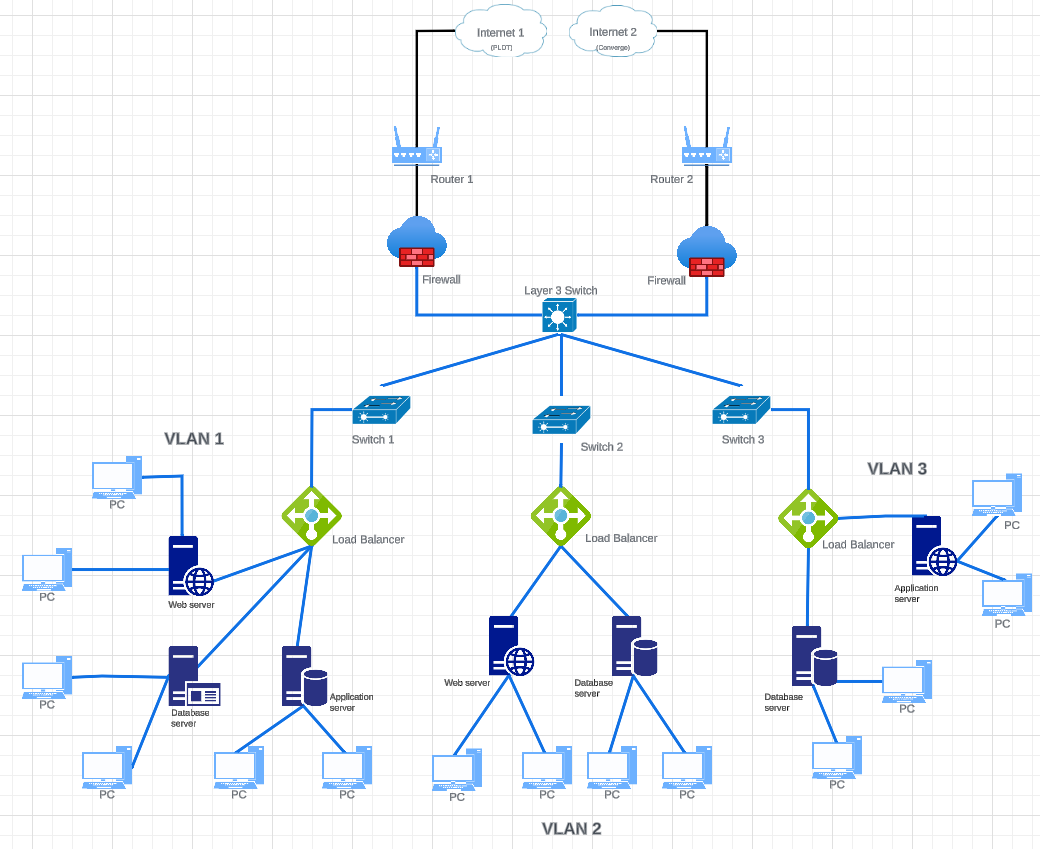 Internet 1
(PLDT)
Internet 2
(Converge)
Router 1
Router 2
Firewall
Firewall
Layer 3 Switch
Switch 1
Switch 2
Switch 3
VLAN 1
VLAN 3
PC
PC
Load Balancer
Load Balancer
Load Balancer
PC
Web server
Application
server
PC
PC
Database
server
Application
server
Web server
Database
server
Database
server
PC
PC
PC
PC
PC
PC
PC
PC
PC
VLAN 2